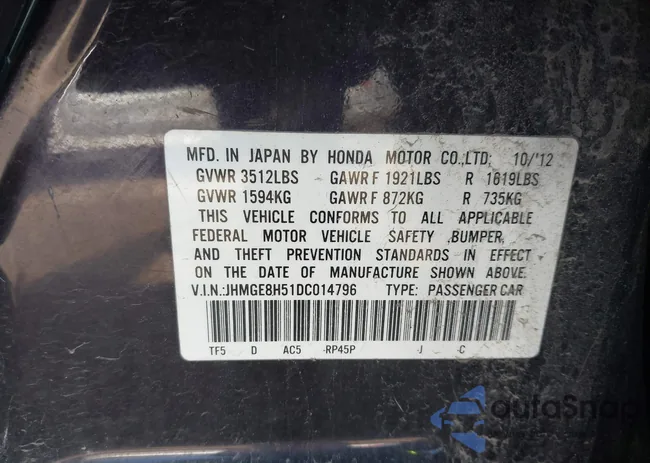 MFD. IN JAPAN BY HONDA MOTOR CO.,LTD. 10/'12
GVWR 3512LBS GAWR F 1921LBS R 1619LBS
GVWR 1594KG GAWR F 872KG R 735KG
THIS VEHICLE CONFORMS TO ALL APPLICABLE
FEDERAL MOTOR VEHICLE SAFETY ,BUMPER,
AND THEFT PREVENTION STANDARDS IN EFFECT
ON THE DATE OF MANUFACTURE SHOWN ABOVE.
V.I.N.:JHMGE8H51DC014796 TYPE: PASSENGER CAR
TF5 D AC5 RP45P J C
autoSnap